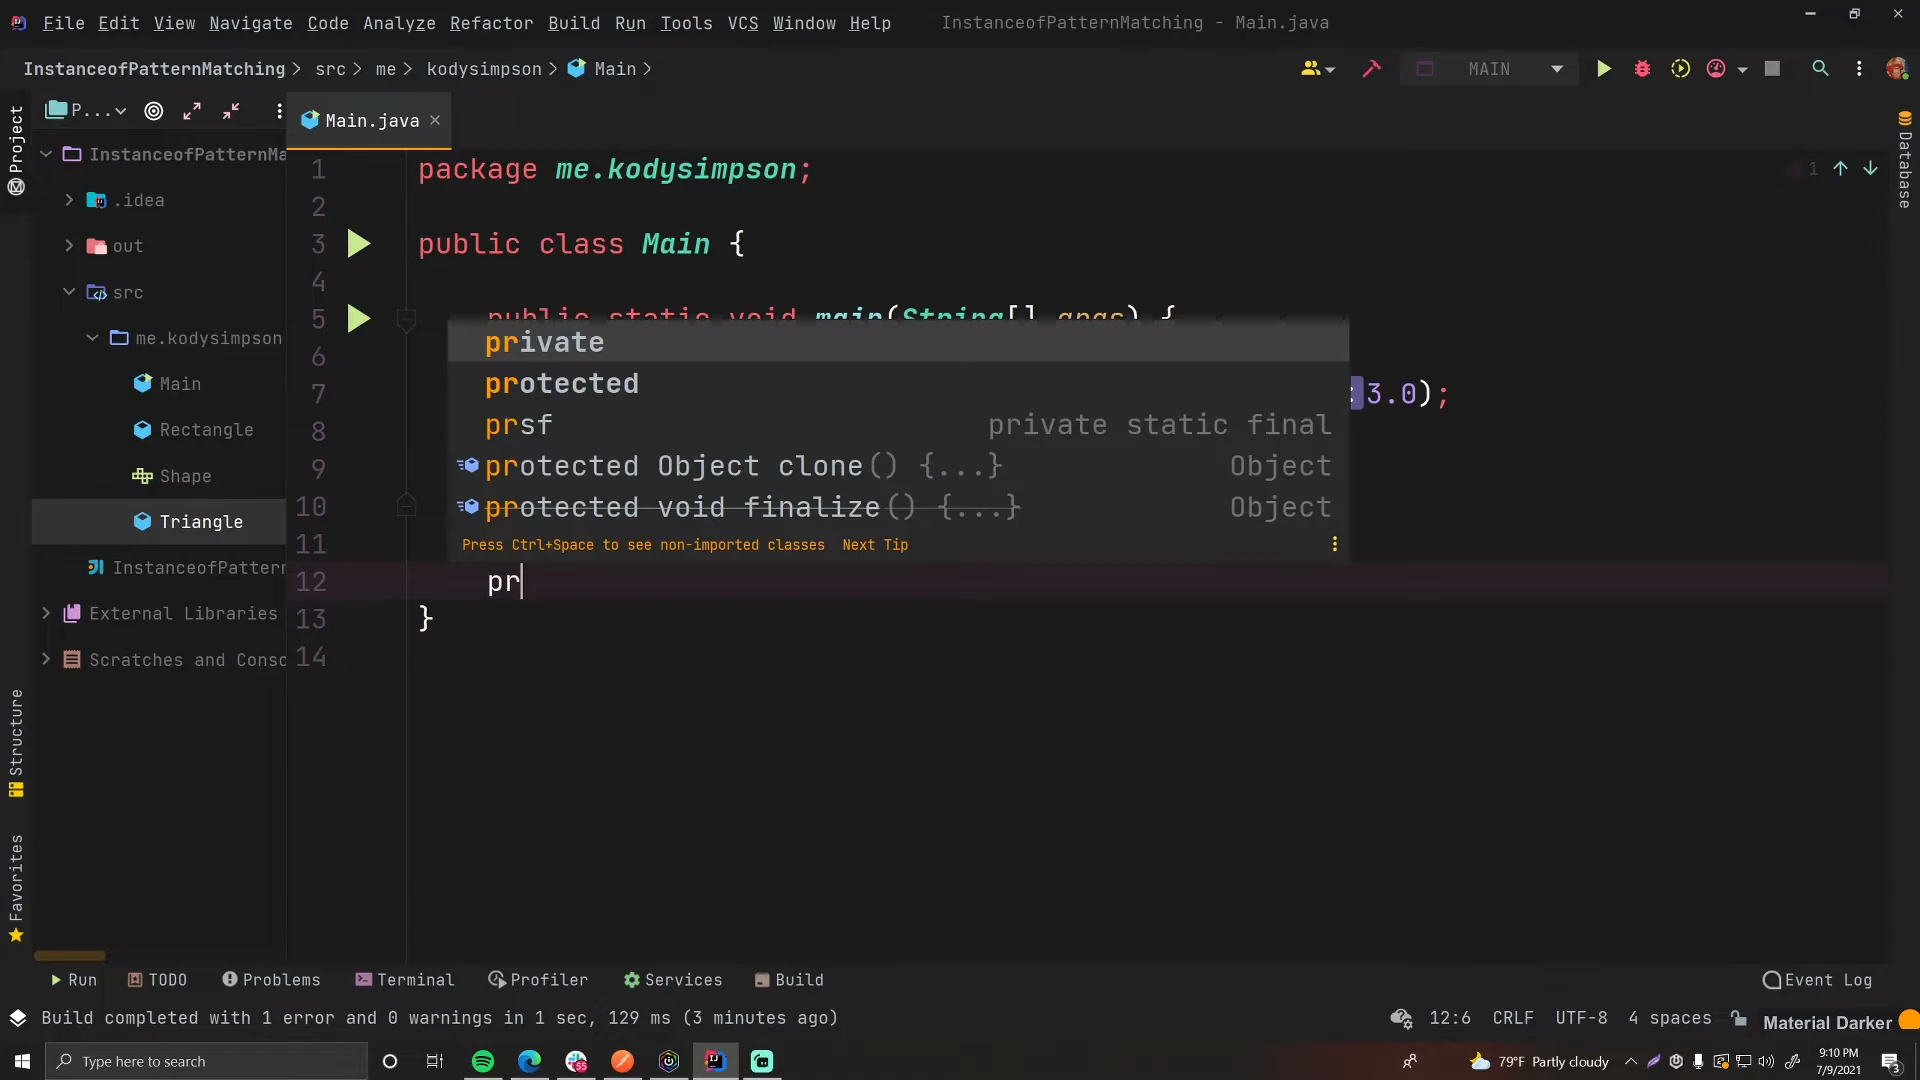 File Edit View Navigate Code Analyze Refactor Build Run Tools VCS Window Help InstanceofPatternMatching - Main.java
InstanceofPatternMatching > src > me > kodysimpson > Main > MAIN
P... Main.java ×
Project
Database
InstanceofPatternMa
.idea
out
src
me.kodysimpson
Main
Rectangle
Shape
Triangle
InstanceofPatterr
External Libraries
Scratches and Conso
Structure
Favorites
1 package me.kodysimpson; 1
2
3 public class Main {
4
5 public static void main(String[] args) {
6 private
protected
7 : 3.0);
8 prsf private static final
9 protected Object clone() {...} Object
10 protected void finalize() {...} Object
11 Press Ctrl+Space to see non-imported classes Next Tip
12 pr
13 }
14
Run TODO Problems Terminal Profiler Services Build Event Log
Build completed with 1 error and 0 warnings in 1 sec, 129 ms (3 minutes ago) 12:6 CRLF UTF-8 4 spaces Material Darker
Type here to search 55 79°F Partly cloudy 9:10 PM
7/9/2021 3